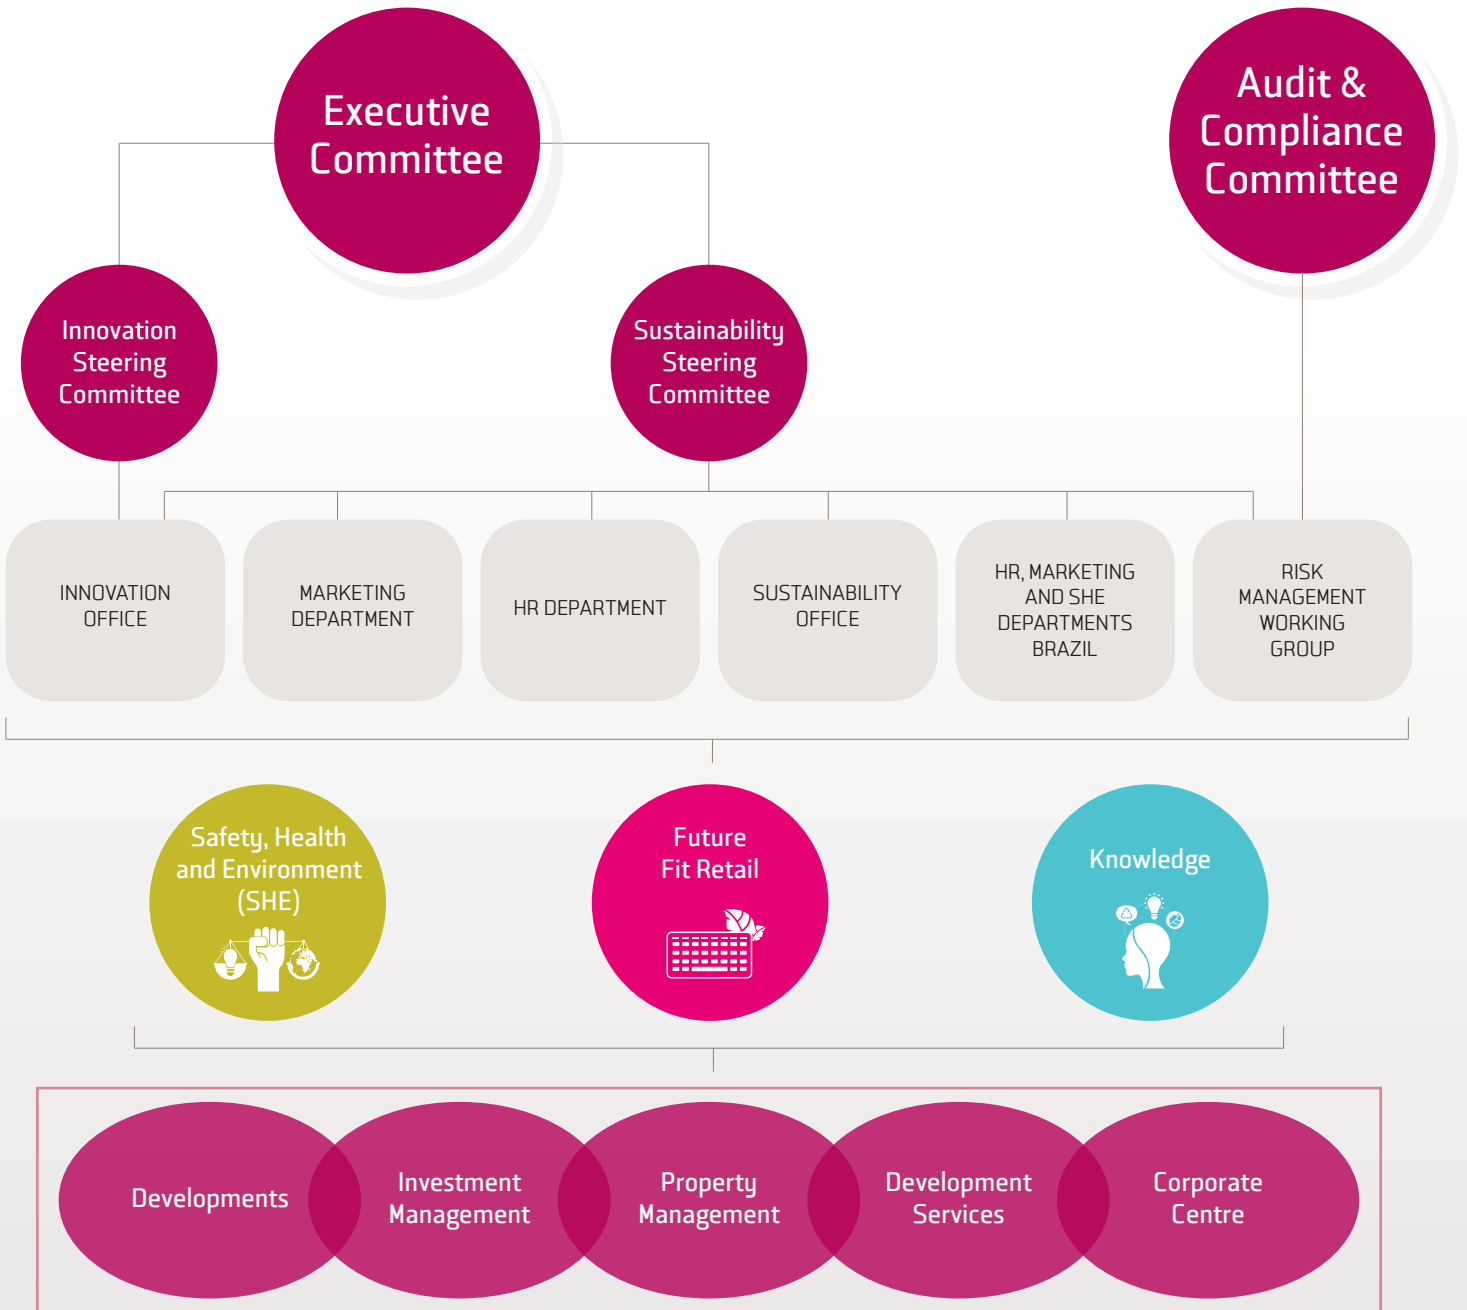 Executive
Committee
Audit &
Compliance
Committee
Innovation
Steering
Committee
Sustainability
Steering
Committee
INNOVATION
OFFICE
MARKETING
DEPARTMENT
HR DEPARTMENT
SUSTAINABILITY
OFFICE
HR, MARKETING
AND SHE
DEPARTMENTS
BRAZIL
RISK
MANAGEMENT
WORKING
GROUP
Safety, Health
and Environment
(SHE)
Future
Fit Retail
Knowledge
Developments
Investment
Management
Property
Management
Development
Services
Corporate
Centre